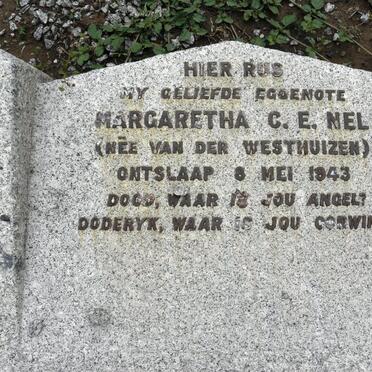 HIER RUS
MY GELIEFDE EGGENOTE
MARGARETHA C. E. NEL
(NEE VAN DER WESTHUIZEN)
ONTSLAAP 8 MEI 1943
DOOD, WAAR IS JOU ANGEL?
DODERYK, WAAR IS JOU